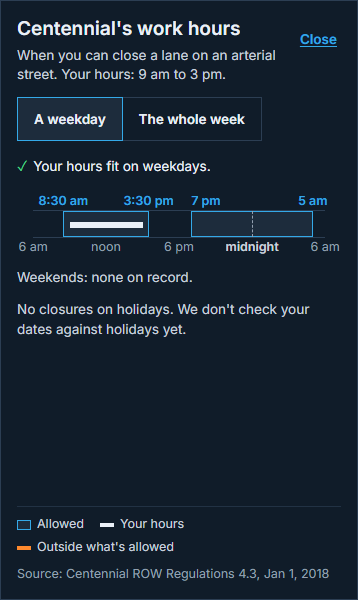 Centennial's work hours
Close
When you can close a lane on an arterial
street. Your hours: 9 am to 3 pm.
A weekday The whole week
✓ Your hours fit on weekdays.
8:30 am 3:30 pm 7 pm 5 am
6 am noon 6 pm midnight 6 am
Weekends: none on record.
No closures on holidays. We don't check your
dates against holidays yet.
Allowed Your hours
Outside what's allowed
Source: Centennial ROW Regulations 4.3, Jan 1, 2018